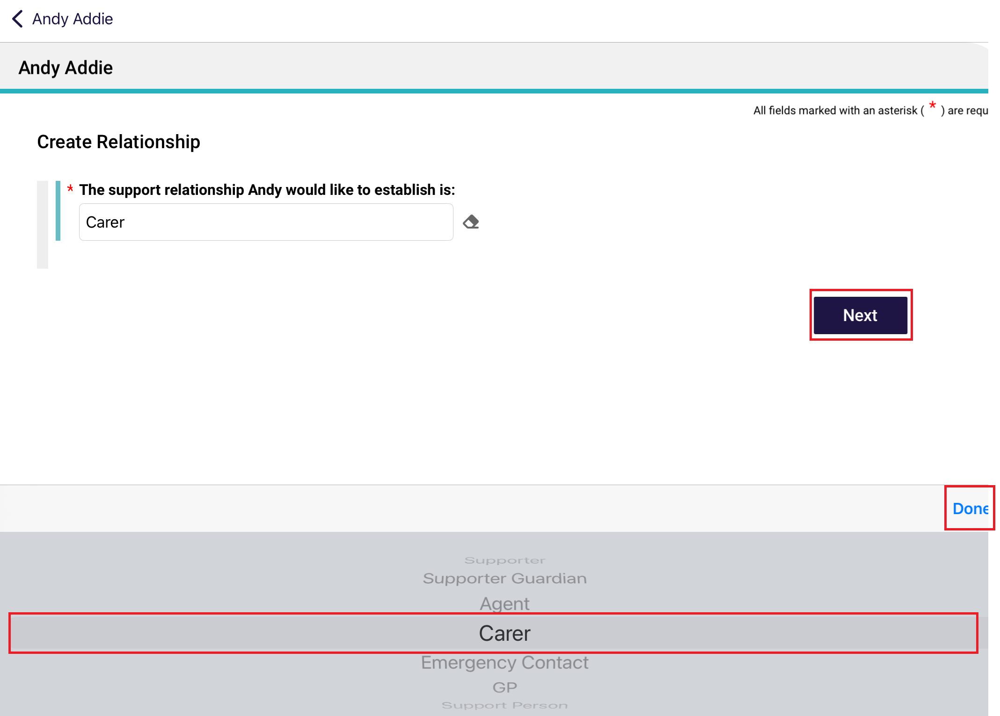 Andy Addie
Andy Addie
All fields marked with an asterisk ( * ) are requ
Create Relationship
* The support relationship Andy would like to establish is:
Carer
Next
Done
Supporter
Supporter Guardian
Agent
Carer
Emergency Contact
GP
Support Person